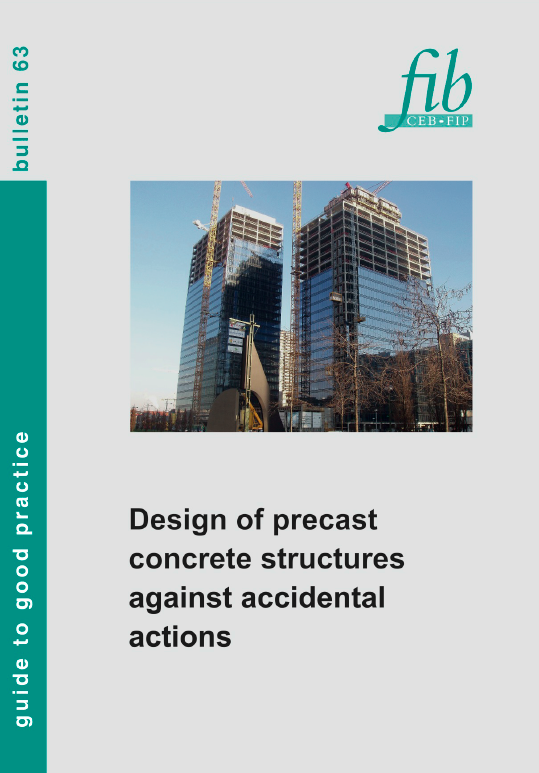 bulletin 63
fib
CEB•FIP
Design of precast
concrete structures
against accidental
actions
guide to good practice